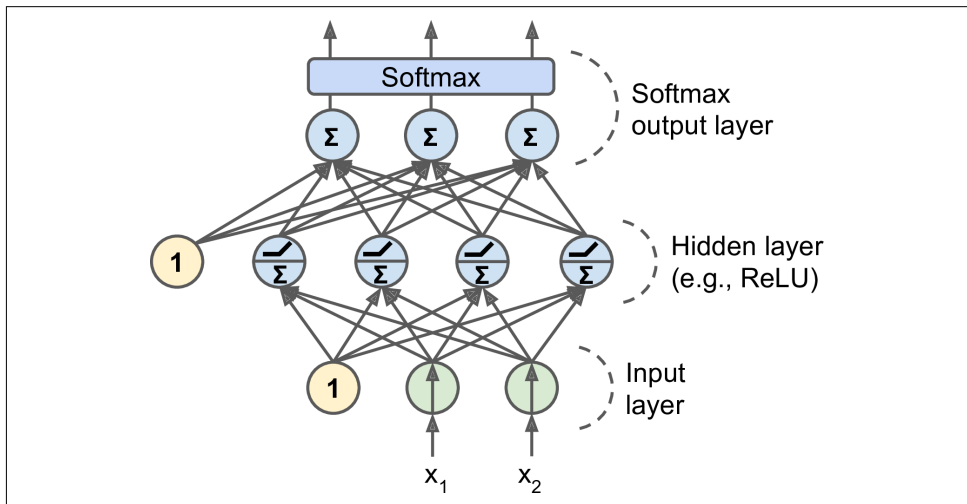 Softmax
Softmax
output layer
Σ
Σ
Σ
1
Σ
Σ
Σ
Σ
Hidden layer
(e.g., ReLU)
1
Input
layer
x₁
x₂